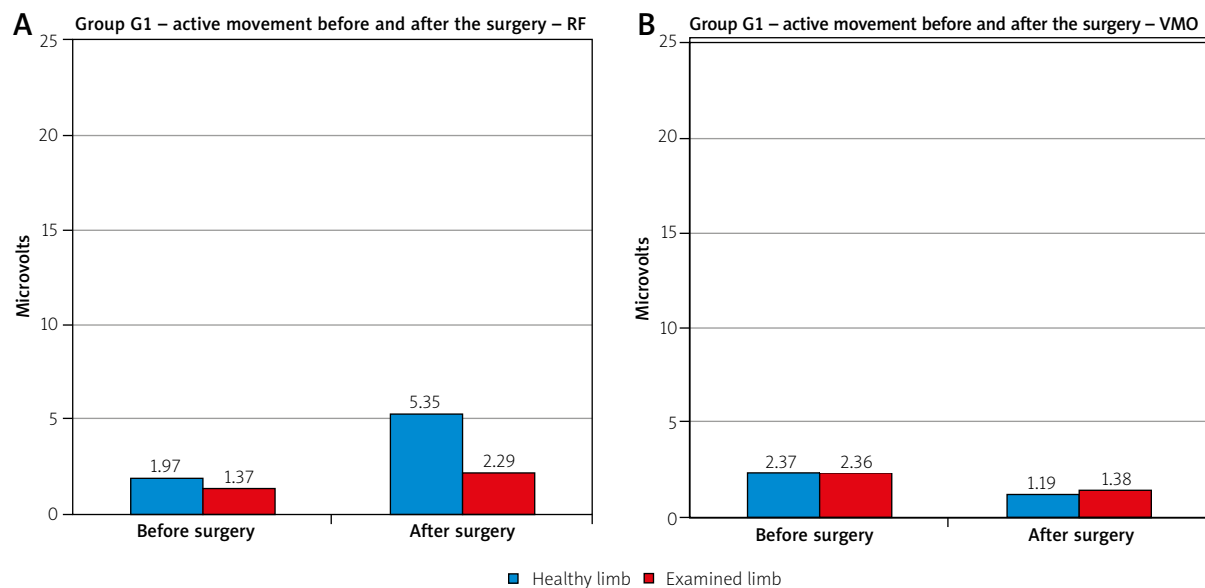 A
Group G1 – active movement before and after the surgery – RF
25
20
15
10
5
0
Microvolts
1.97
1.37
5.35
2.29
Before surgery
After surgery
B
Group G1 – active movement before and after the surgery – VMO
25
20
15
10
5
0
Microvolts
2.37
2.36
1.19
1.38
Before surgery
After surgery
Healthy limb
Examined limb